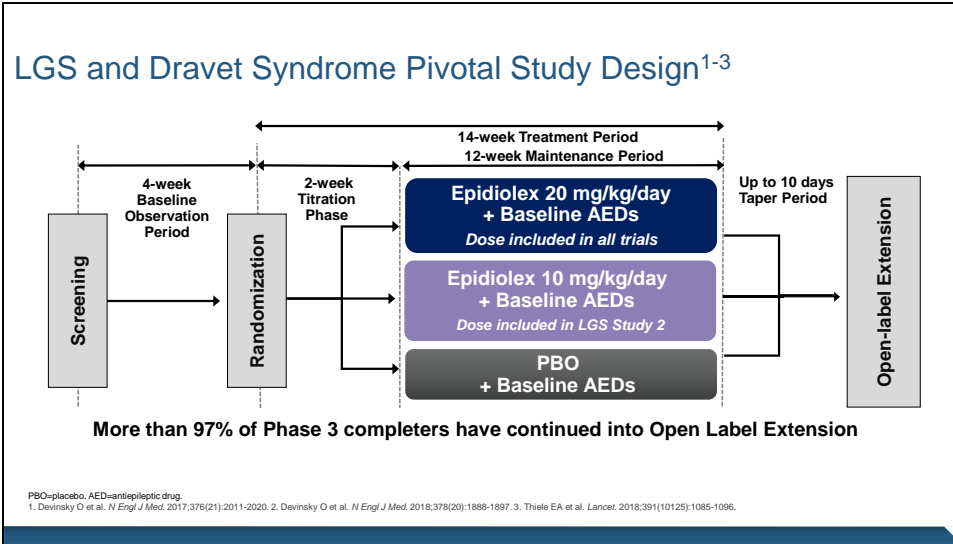 LGS and Dravet Syndrome Pivotal Study Design1-3
14-week Treatment Period
12-week Maintenance Period
4-week
Baseline
Observation
Period
2-week
Titration
Phase
Up to 10 days
Taper Period
Screening
Randomization
Epidiolex 20 mg/kg/day
+ Baseline AEDs
Dose included in all trials
Epidiolex 10 mg/kg/day
+ Baseline AEDs
Dose included in LGS Study 2
PBO
+ Baseline AEDs
Open-label Extension
More than 97% of Phase 3 completers have continued into Open Label Extension
PBO=placebo. AED=antiepileptic drug.
1. Devinsky O et al. N Engl J Med. 2017;376(21):2011-2020. 2. Devinsky O et al. N Engl J Med. 2018;378(20):1888-1897. 3. Thiele EA et al. Lancet. 2018;391(10125):1085-1096.